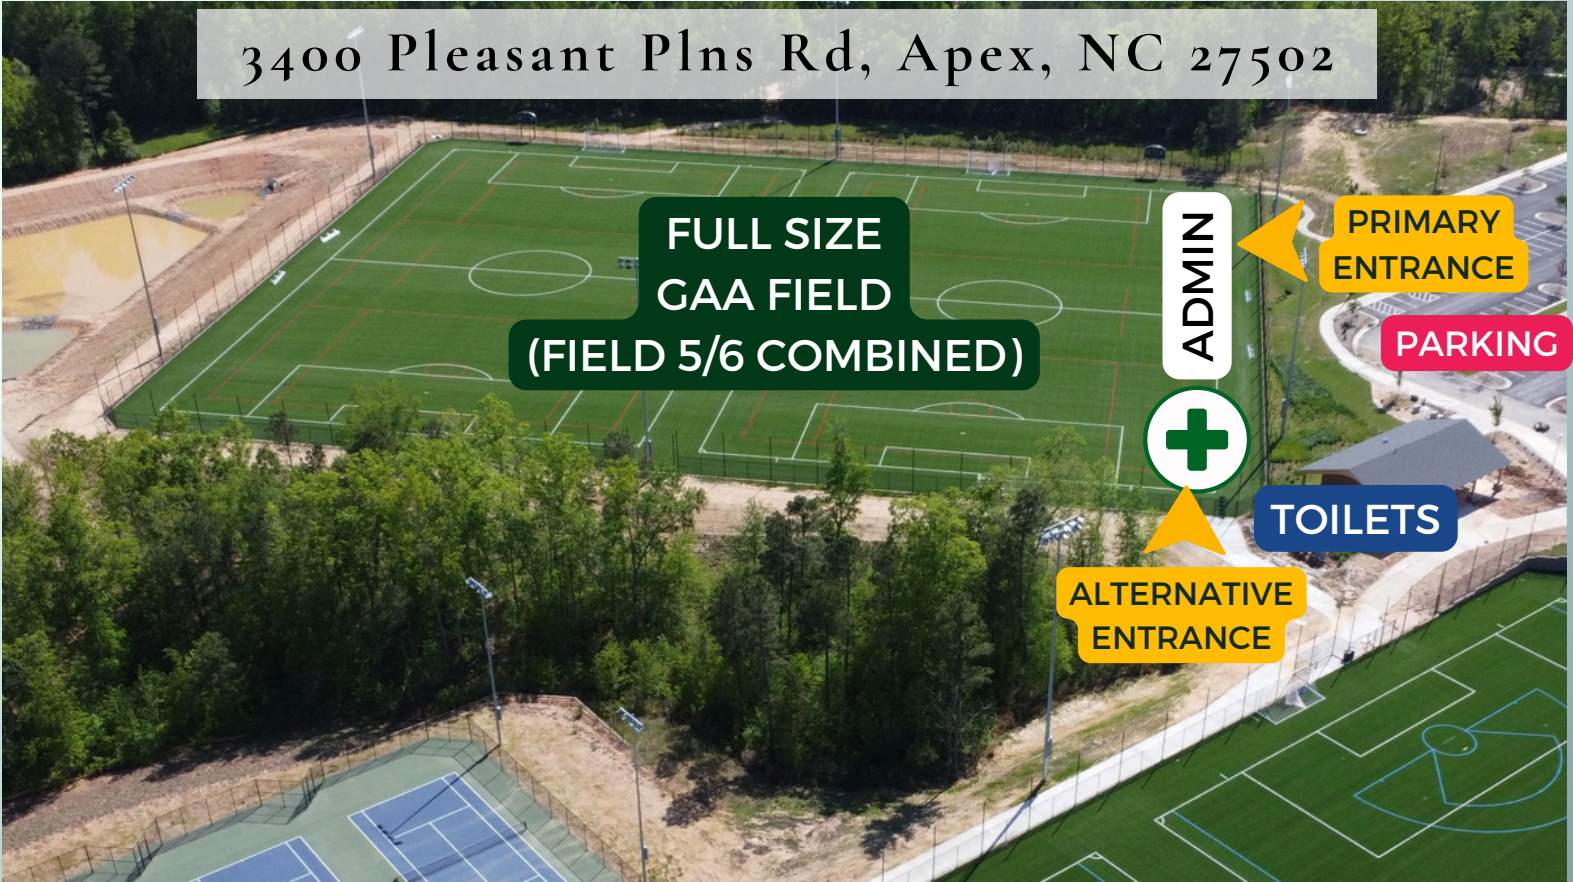 3400 Pleasant Plns Rd, Apex, NC 27502
FULL SIZE
GAA FIELD
(FIELD 5/6 COMBINED)
ADMIN
PRIMARY
ENTRANCE
PARKING
TOILETS
ALTERNATIVE
ENTRANCE